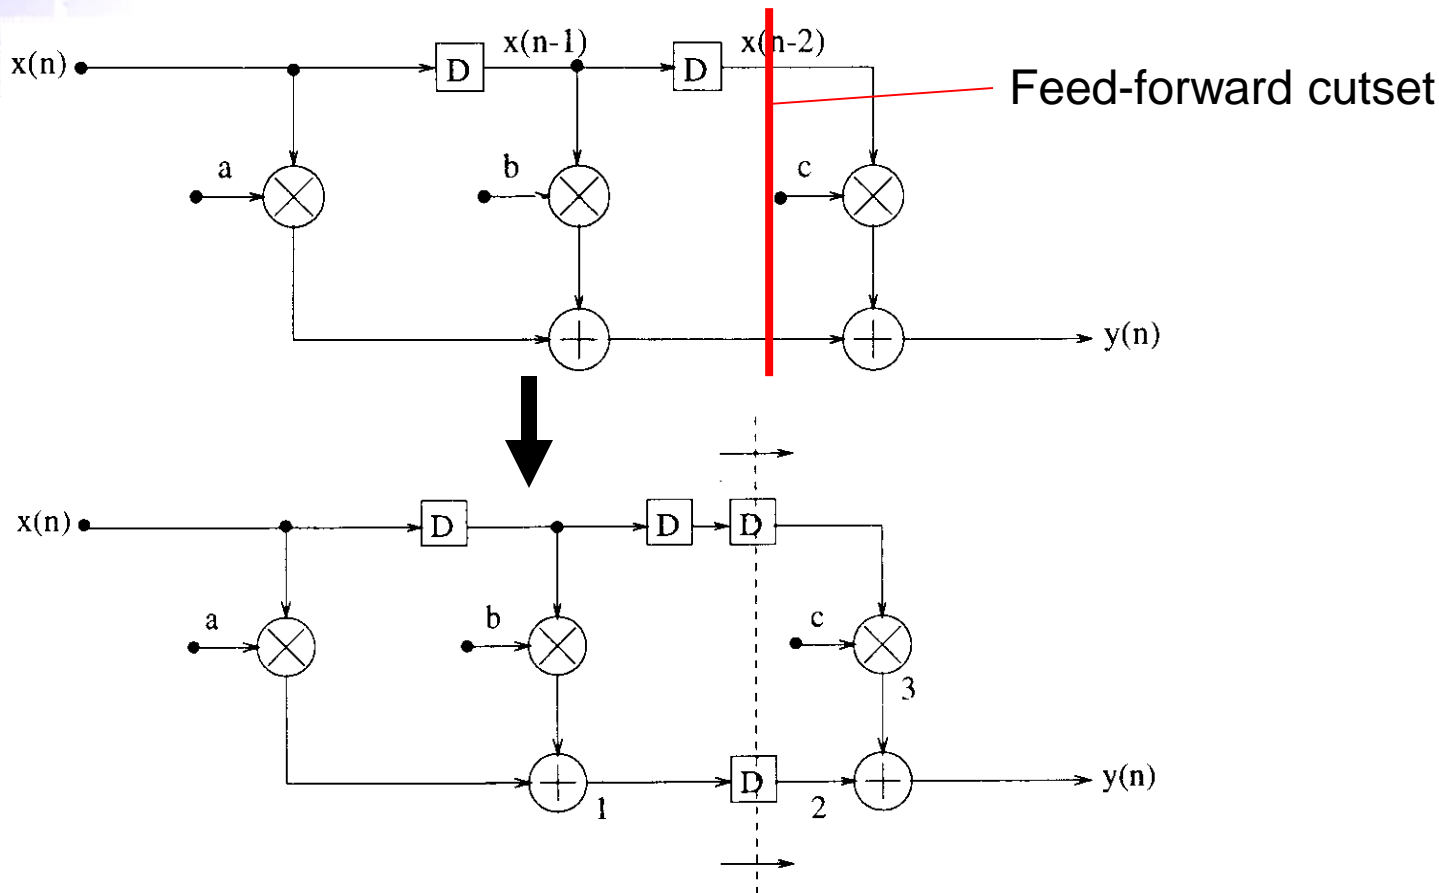 x(n)
D
x(n-1)
D
x(n-2)
Feed-forward cutset
a
b
c
y(n)
x(n)
D
D
D
a
b
c
3
1
D
2
y(n)